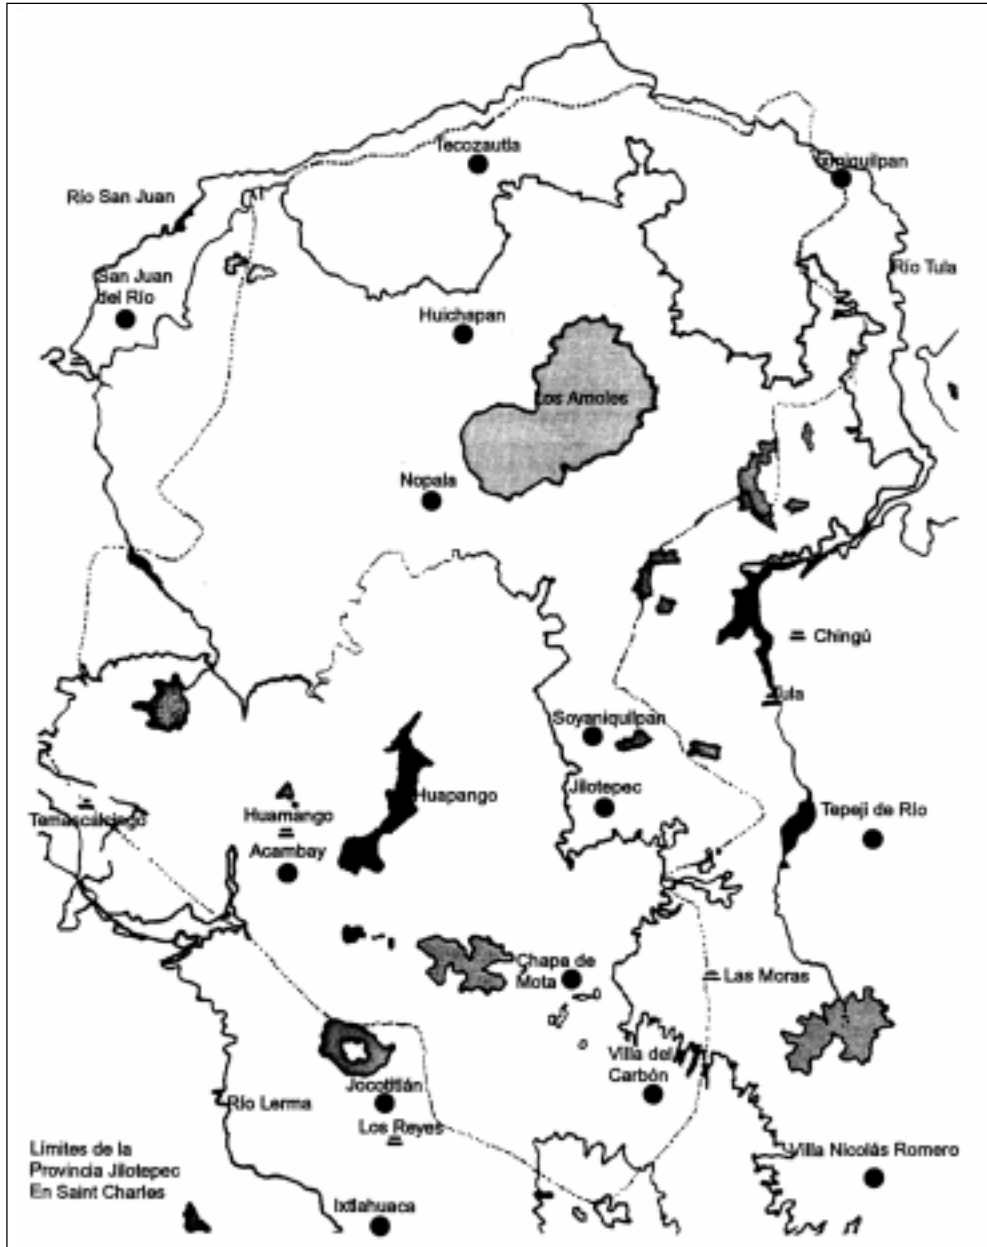 Tecozautla
Ixmiquilpan
Río San Juan
Río Tula
San Juan
del Río
Huichapan
Los Amoles
Nopala
Chingú
Tula
Soyaniquilpan
Jilotepec
Huapango
Temascalcingo
Huamango
Tepeji de Río
Acambay
Chapa de
Mota
Las Moras
Villa del
Carbón
Jocotitlán
Río Lerma
Los Reyes
Límites de la
Provincia Jilotepec
En Saint Charles
Villa Nicolás Romero
Ixtlahuaca